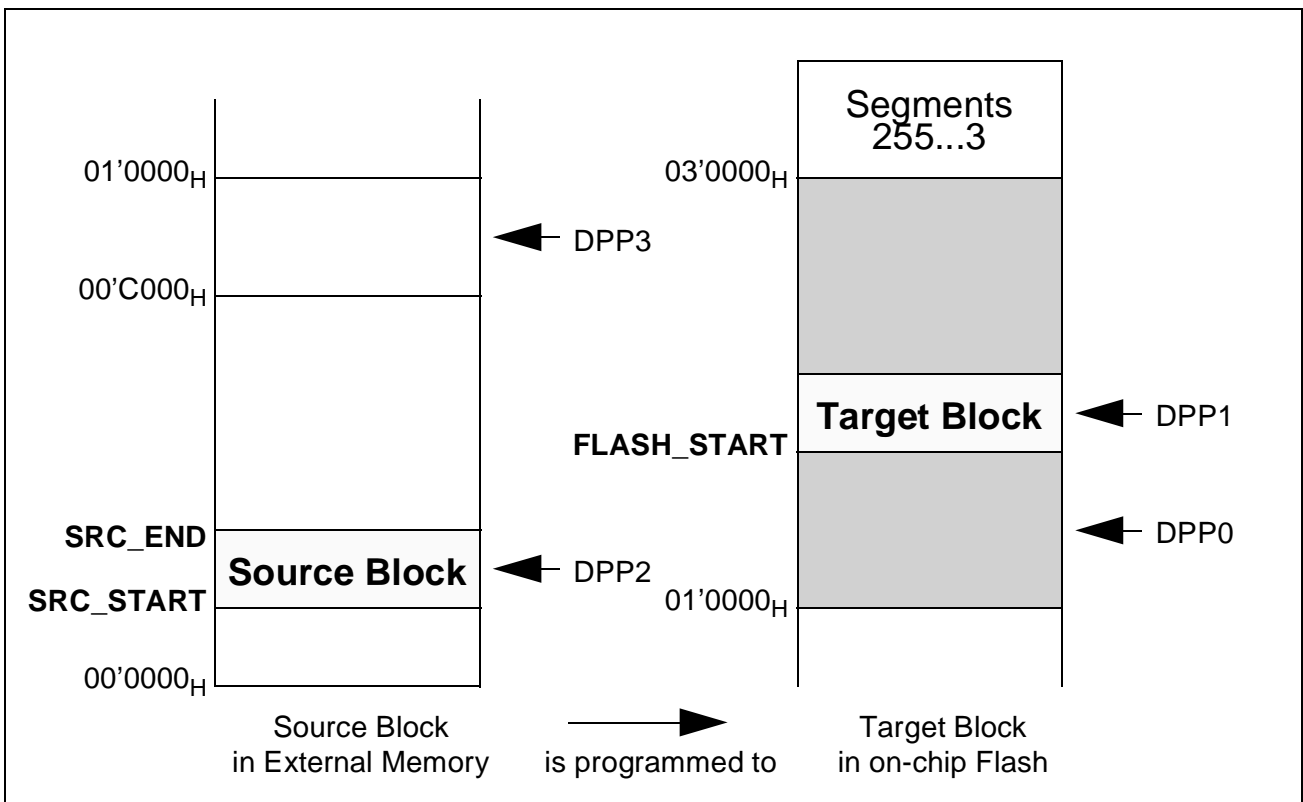 Segments
255...3
01'0000H
03'0000H
DPP3
00'C000H
Target Block
DPP1
FLASH_START
SRC_END
DPP0
Source Block
DPP2
SRC_START
01'0000H
00'0000H
Source Block
in External Memory
is programmed to
Target Block
in on-chip Flash